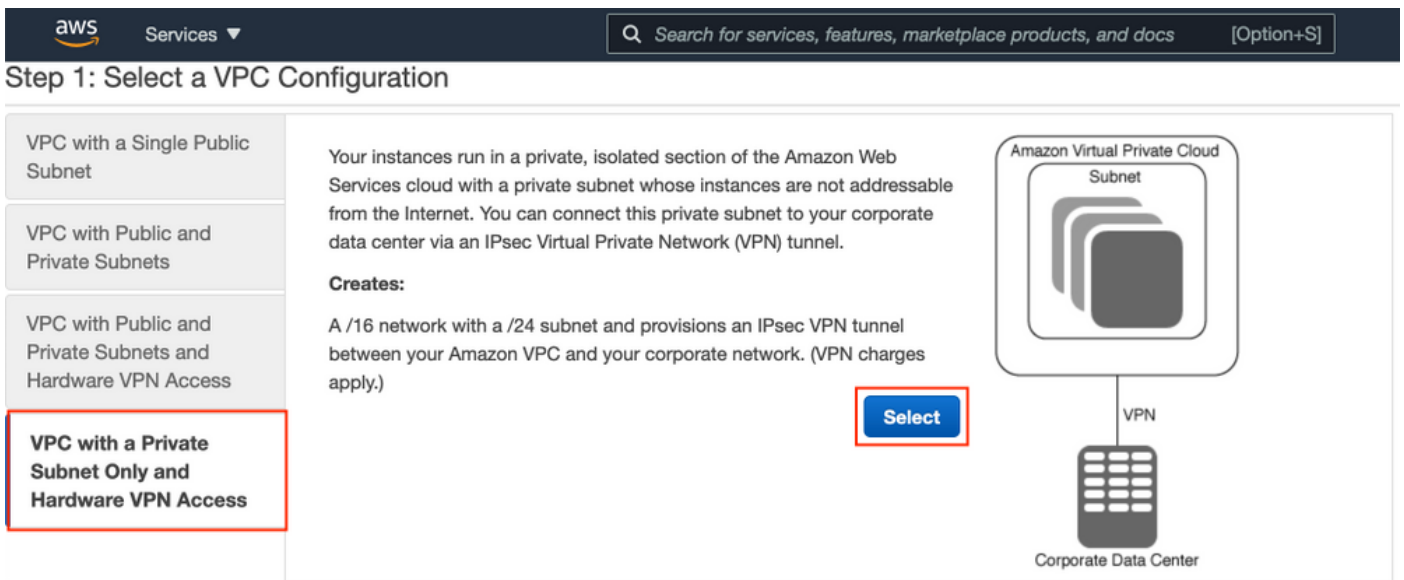 aws
Services ▼
Search for services, features, marketplace products, and docs
[Option+S]
Step 1: Select a VPC Configuration
VPC with a Single Public
Subnet
VPC with Public and
Private Subnets
VPC with Public and
Private Subnets and
Hardware VPN Access
VPC with a Private
Subnet Only and
Hardware VPN Access
Your instances run in a private, isolated section of the Amazon Web
Services cloud with a private subnet whose instances are not addressable
from the Internet. You can connect this private subnet to your corporate
data center via an IPsec Virtual Private Network (VPN) tunnel.
Creates:
A /16 network with a /24 subnet and provisions an IPsec VPN tunnel
between your Amazon VPC and your corporate network. (VPN charges
apply.)
Select
Amazon Virtual Private Cloud
Subnet
VPN
Corporate Data Center